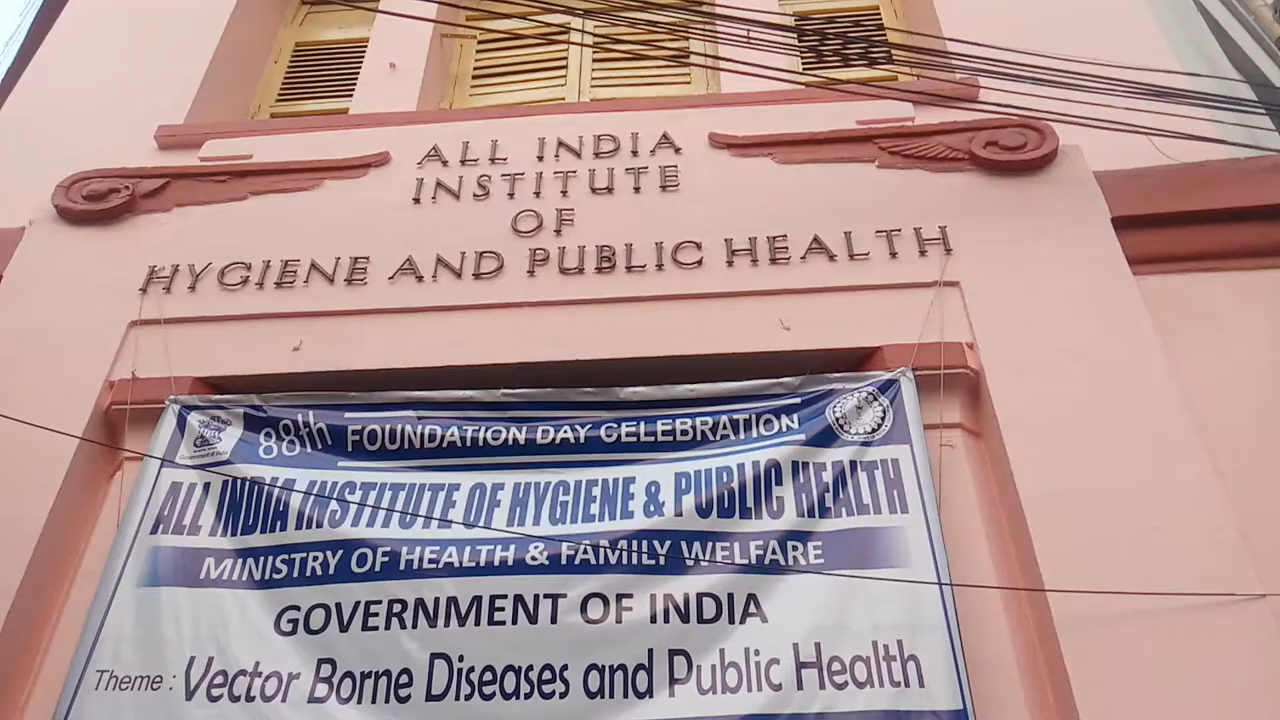 ALL INDIA
INSTITUTE
OF
HYGIENE AND PUBLIC HEALTH
88th FOUNDATION DAY CELEBRATION
ALL INDIA INSTITUTE OF HYGIENE & PUBLIC HEALTH
MINISTRY OF HEALTH & FAMILY WELFARE
GOVERNMENT OF INDIA
Theme : Vector Borne Diseases and Public Health